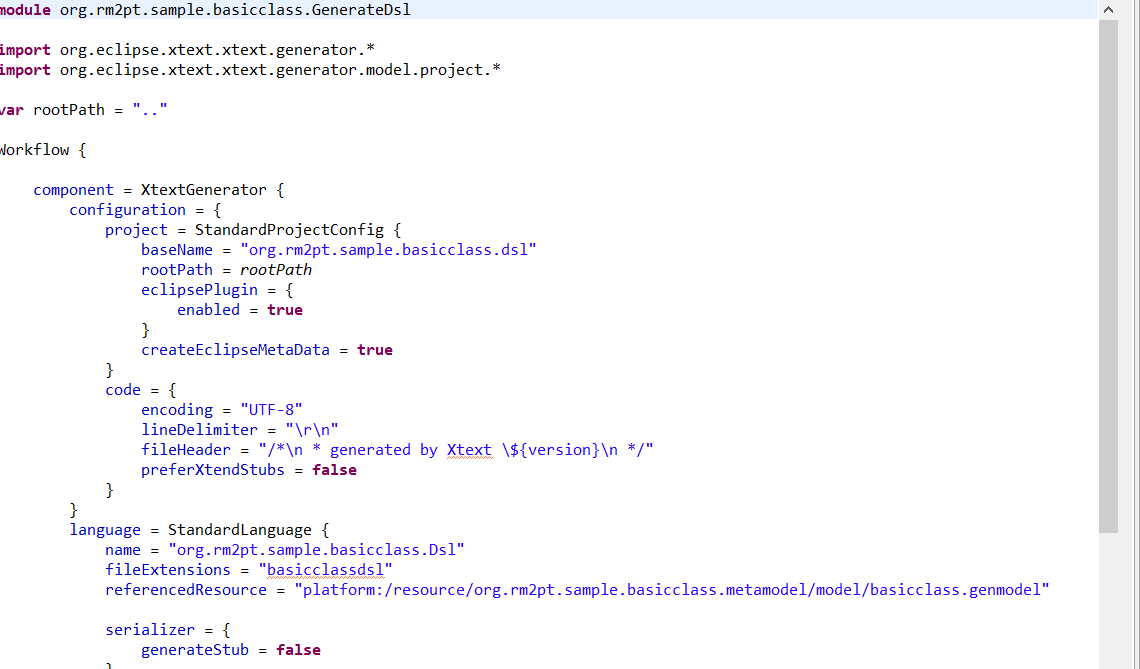 module org.rm2pt.sample.basicclass.GenerateDsl
import org.eclipse.xtext.xtext.generator.*
import org.eclipse.xtext.xtext.generator.model.project.*
var rootPath = ".."
Workflow {
component = XtextGenerator {
configuration = {
project = StandardProjectConfig {
baseName = "org.rm2pt.sample.basicclass.dsl"
rootPath = rootPath
eclipsePlugin = {
enabled = true
}
createEclipseMetaData = true
}
code = {
encoding = "UTF-8"
lineDelimiter = "\r\n"
fileHeader = "/*\n * generated by Xtext \${version}\n */"
preferXtendStubs = false
}
}
language = StandardLanguage {
name = "org.rm2pt.sample.basicclass.Dsl"
fileExtensions = "basicclassdsl"
referencedResource = "platform:/resource/org.rm2pt.sample.basicclass.metamodel/model/basicclass.genmodel"
serializer = {
generateStub = false
}